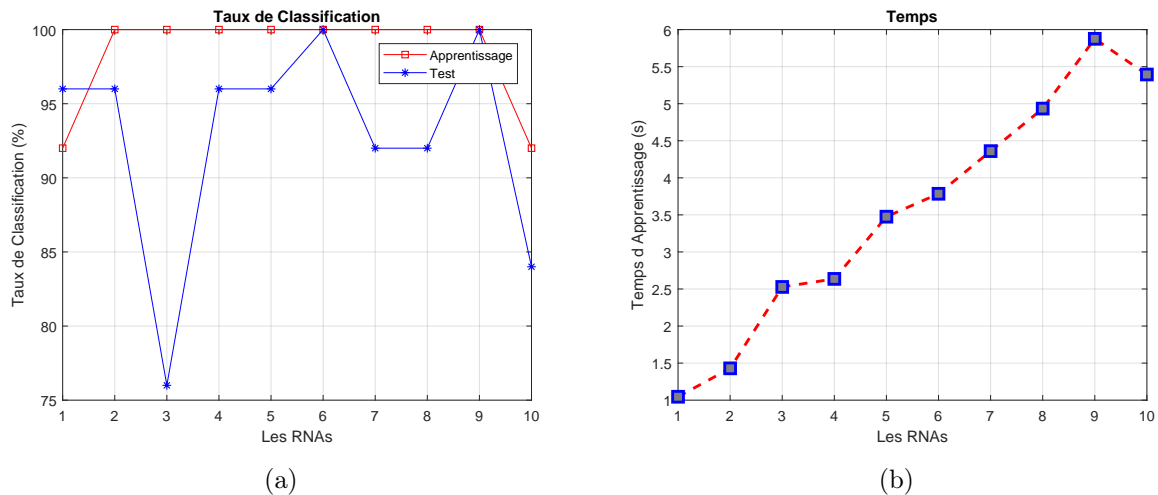 Taux de Classification
100
95
90
85
80
75
Taux de Classification (%)
Apprentissage
Test
1 2 3 4 5 6 7 8 9 10
Les RNAs
(a)
Temps
6
5.5
5
4.5
4
3.5
3
2.5
2
1.5
1
Temps d Apprentissage (s)
1 2 3 4 5 6 7 8 9 10
Les RNAs
(b)